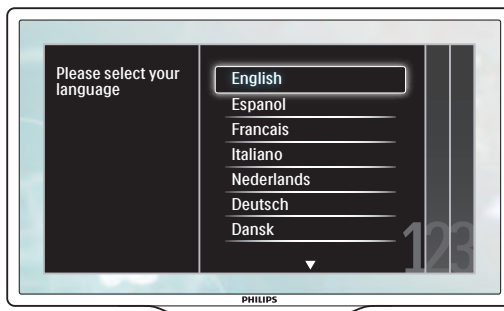 Please select your
language
English
Espanol
Francais
Italiano
Nederlands
Deutsch
Dansk
123
PHILIPS